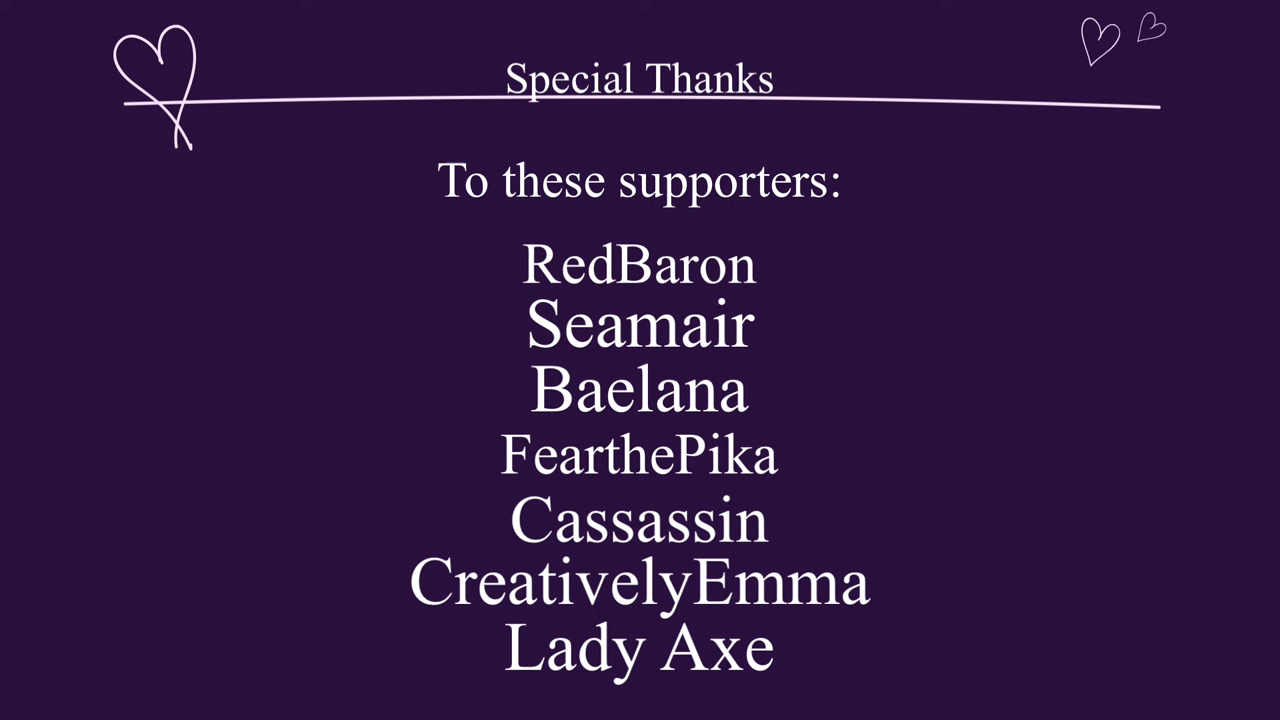 Special Thanks
To these supporters:
RedBaron
Seamair
Baelana
FearthePika
Cassassin
CreativelyEmma
Lady Axe